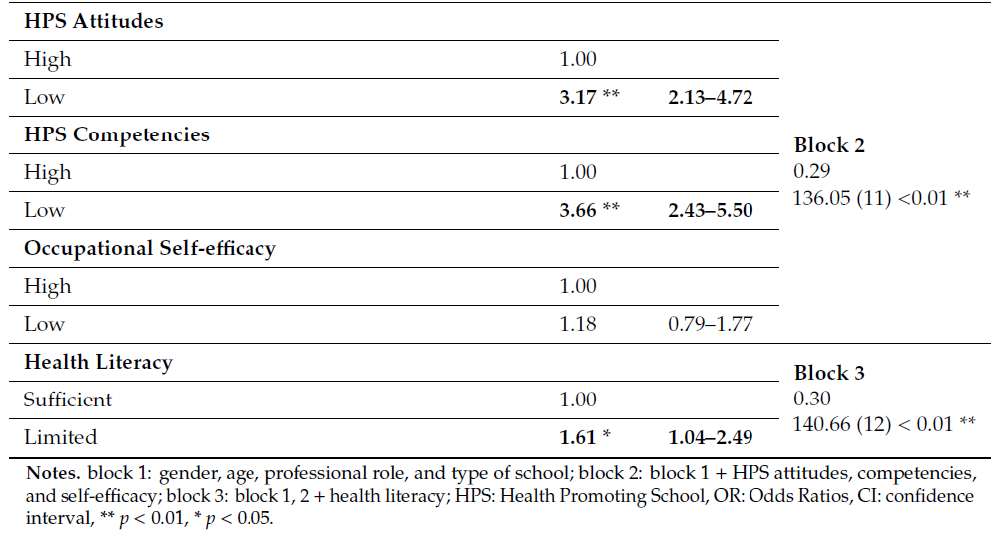 HPS Attitudes
High 1.00
Low 3.17 ** 2.13–4.72
HPS Competencies
High 1.00
Low 3.66 ** 2.43–5.50
Occupational Self-efficacy
High 1.00
Low 1.18 0.79–1.77
Block 2
0.29
136.05 (11) <0.01 **
Health Literacy
Sufficient 1.00
Limited 1.61 * 1.04–2.49
Block 3
0.30
140.66 (12) < 0.01 **
Notes. block 1: gender, age, professional role, and type of school; block 2: block 1 + HPS attitudes, competencies,
and self-efficacy; block 3: block 1, 2 + health literacy; HPS: Health Promoting School, OR: Odds Ratios, CI: confidence
interval, ** p < 0.01, * p < 0.05.